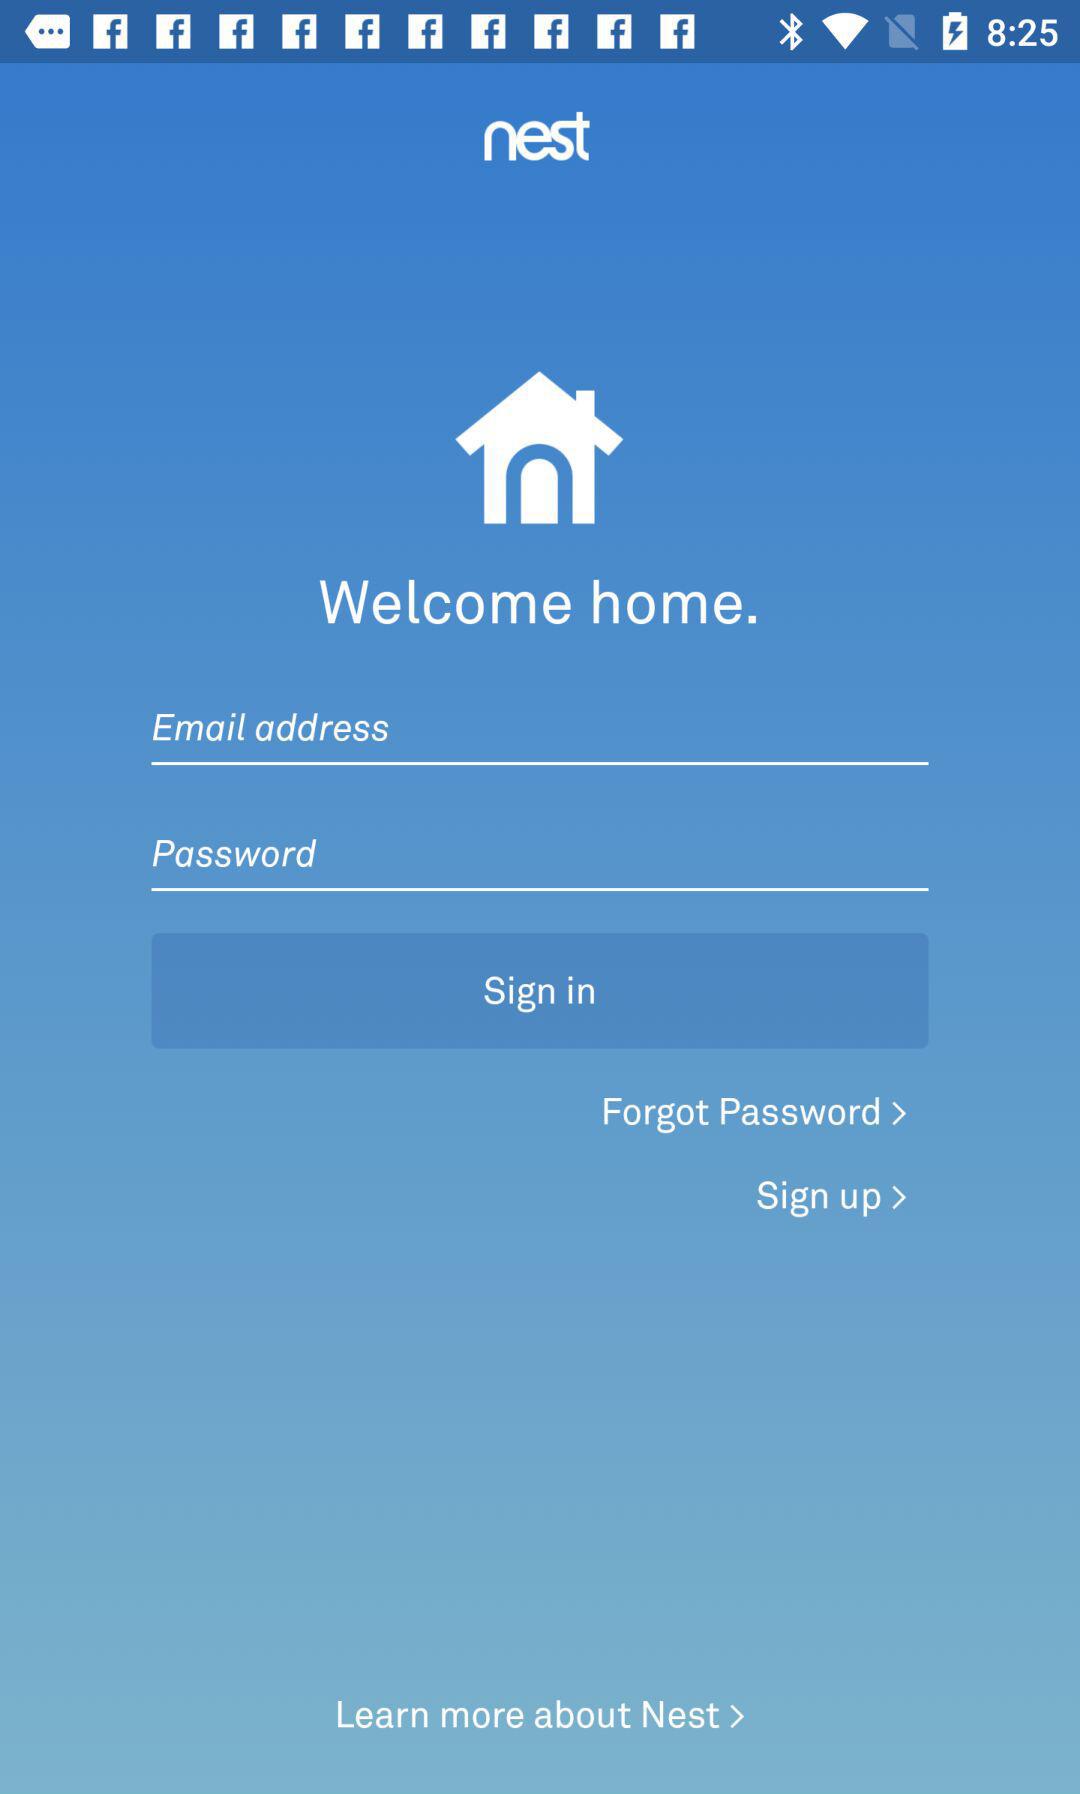 8:25
nest
Welcome home.
Email address
Password
Sign in
Forgot Password >
Sign up >
Learn more about Nest >